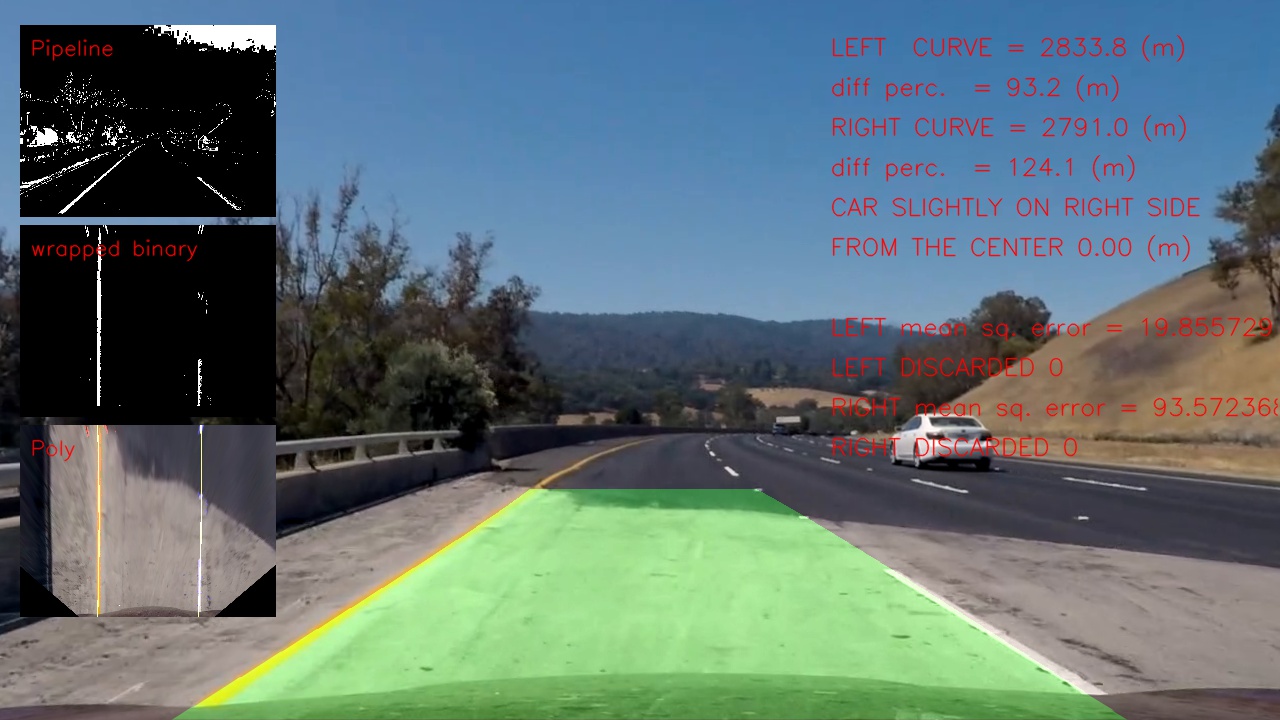 Pipeline
wrapped binary
Poly
LEFT CURVE = 2833.8 (m)
diff perc. = 93.2 (m)
RIGHT CURVE = 2791.0 (m)
diff perc. = 124.1 (m)
CAR SLIGHTLY ON RIGHT SIDE
FROM THE CENTER 0.00 (m)
LEFT mean sq. error = 19.855729
LEFT DISCARDED 0
RIGHT mean sq. error = 93.572368
RIGHT DISCARDED 0